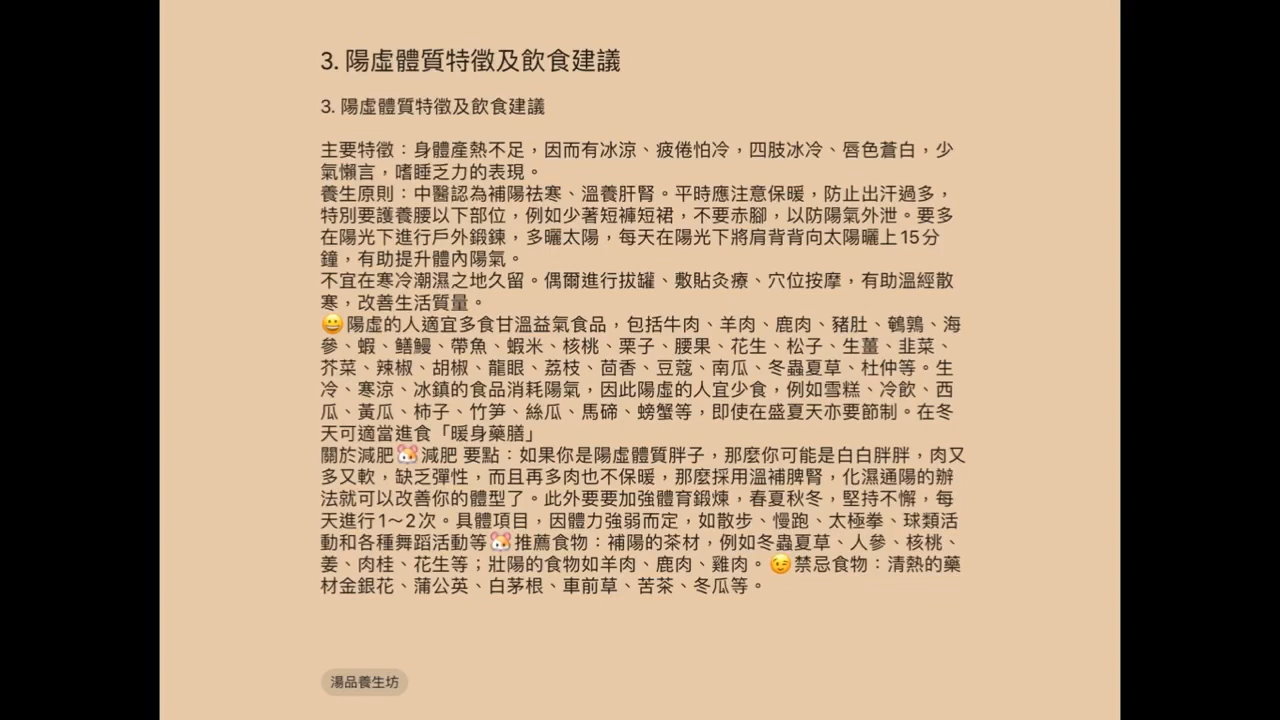 3. 陽虛體質特徵及飲食建議
3. 陽虛體質特徵及飲食建議
主要特徵：身體產熱不足，因而有冰涼、疲倦怕冷，四肢冰冷、唇色蒼白，少
氣懶言，嗜睡乏力的表現。
養生原則：中醫認為補陽祛寒、溫養肝腎。平時應注意保暖，防止出汗過多，
特別要護養腰以下部位，例如少著短褲短裙，不要赤腳，以防陽氣外泄。要多
在陽光下進行戶外鍛鍊，多曬太陽，每天在陽光下將肩背背向太陽曬上15分
鐘，有助提升體內陽氣。
不宜在寒冷潮濕之地久留。偶爾進行拔罐、敷貼灸療、穴位按摩，有助溫經散
寒，改善生活質量。
😀陽虛的人適宜多食甘溫益氣食品，包括牛肉、羊肉、鹿肉、豬肚、鵪鶉、海
參、蝦、鱔鰻、帶魚、蝦米、核桃、栗子、腰果、花生、松子、生薑、韭菜、
芥菜、辣椒、胡椒、龍眼、荔枝、茴香、豆蔻、南瓜、冬蟲夏草、杜仲等。生
冷、寒涼、冰鎮的食品消耗陽氣，因此陽虛的人宜少食，例如雪糕、冷飲、西
瓜、黃瓜、柿子、竹笋、絲瓜、馬碲、螃蟹等，即使在盛夏天亦要節制。在冬
天可適當進食「暖身藥膳」
關於減肥🐹減肥 要點：如果你是陽虛體質胖子，那麼你可能是白白胖胖，肉又
多又軟，缺乏彈性，而且再多肉也不保暖，那麼採用溫補脾腎，化濕通陽的辦
法就可以改善你的體型了。此外要要加強體育鍛煉，春夏秋冬，堅持不懈，每
天進行1～2次。具體項目，因體力強弱而定，如散步、慢跑、太極拳、球類活
動和各種舞蹈活動等🐹推薦食物：補陽的茶材，例如冬蟲夏草、人參、核桃、
姜、肉桂、花生等；壯陽的食物如羊肉、鹿肉、雞肉。😉禁忌食物：清熱的藥
材金銀花、蒲公英、白茅根、車前草、苦茶、冬瓜等。
湯品養生坊